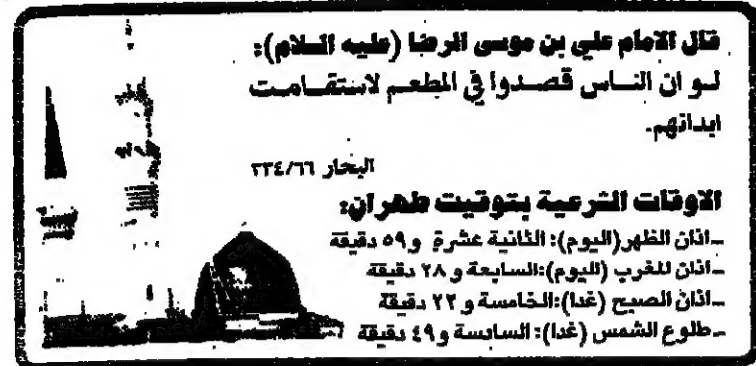 قال الامام علي بن موسى الرضا (عليه السلام):
لو ان الناس قصدوا في المطعم لاستقامت
ابدانهم.
البحار ٦٦/٣٣٤
الاوقات الشرعية بتوقيت طهران:
ـ اذان الظهر (اليوم): الثانية عشرة و ٥٩ دقيقة
ـ اذان المغرب (اليوم): السابعة و ٢٨ دقيقة
ـ اذان الصبح (غدا): الخامسة و ٢٢ دقيقة
ـ طلوع الشمس (غدا): السادسة و ٤٩ دقيقة